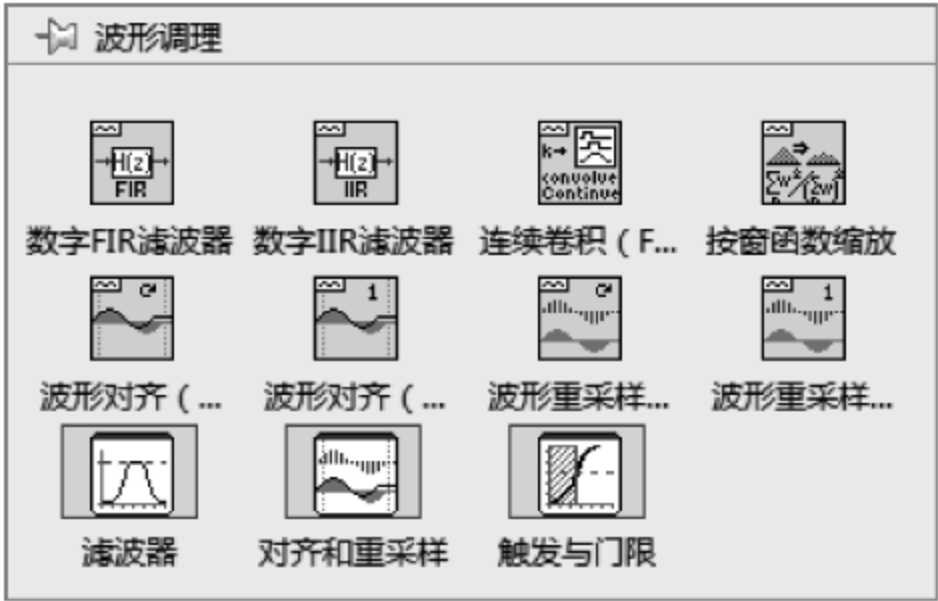 波形调理
H(z)
FIR
H(z)
IIR
k→
convolve
Continue
数字FIR滤波器 数字IIR滤波器 连续卷积（F... 按窗函数缩放
1
1
波形对齐（... 波形对齐（... 波形重采样... 波形重采样...
滤波器 对齐和重采样 触发与门限